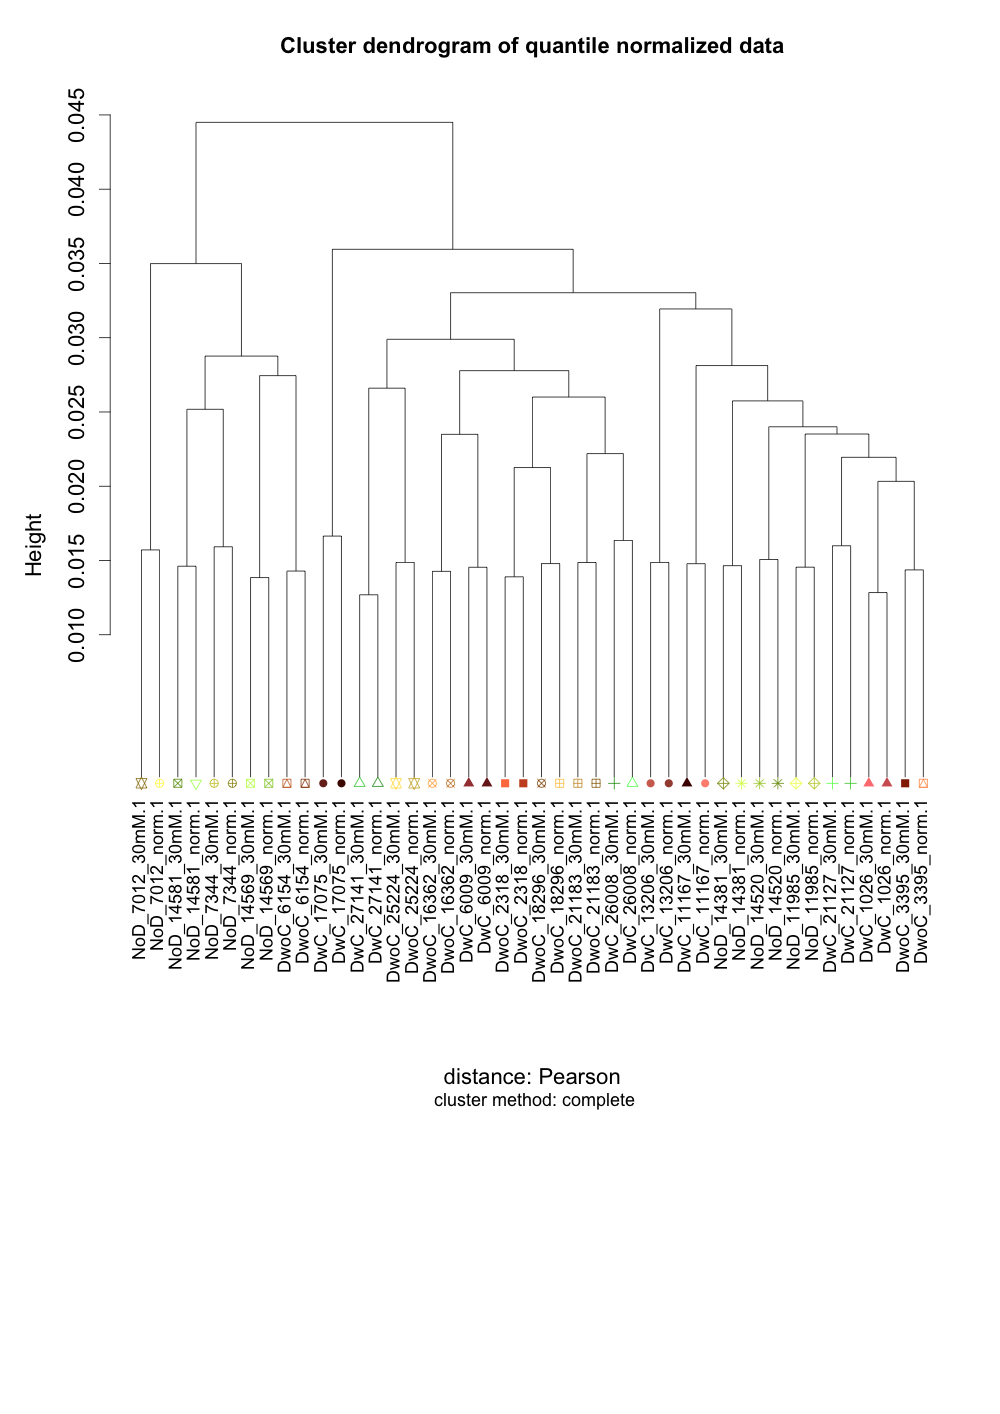 Cluster dendrogram of quantile normalized data
Height
0.045
0.040
0.035
0.030
0.025
0.020
0.015
0.010
NoD_7012_30mM.1
NoD_7012_norm.1
NoD_14581_30mM.1
NoD_14581_norm.1
NoD_7344_30mM.1
NoD_7344_norm.1
NoD_14569_30mM.1
NoD_14569_norm.1
DwoC_6154_30mM.1
DwoC_6154_norm.1
DwC_17075_30mM.1
DwC_17075_norm.1
DwC_27141_30mM.1
DwC_27141_norm.1
DwoC_25224_30mM.1
DwoC_25224_norm.1
DwoC_16362_30mM.1
DwoC_16362_norm.1
DwC_6009_30mM.1
DwC_6009_norm.1
DwoC_2318_30mM.1
DwoC_2318_norm.1
DwoC_18296_30mM.1
DwoC_18296_norm.1
DwoC_21183_30mM.1
DwoC_21183_norm.1
DwC_26008_30mM.1
DwC_26008_norm.1
DwC_13206_30mM.1
DwC_13206_norm.1
DwC_11167_30mM.1
DwC_11167_norm.1
NoD_14381_30mM.1
NoD_14381_norm.1
NoD_14520_30mM.1
NoD_14520_norm.1
NoD_11985_30mM.1
NoD_11985_norm.1
DwC_21127_30mM.1
DwC_21127_norm.1
DwC_1026_30mM.1
DwC_1026_norm.1
DwoC_3395_30mM.1
DwoC_3395_norm.1
distance: Pearson
cluster method: complete